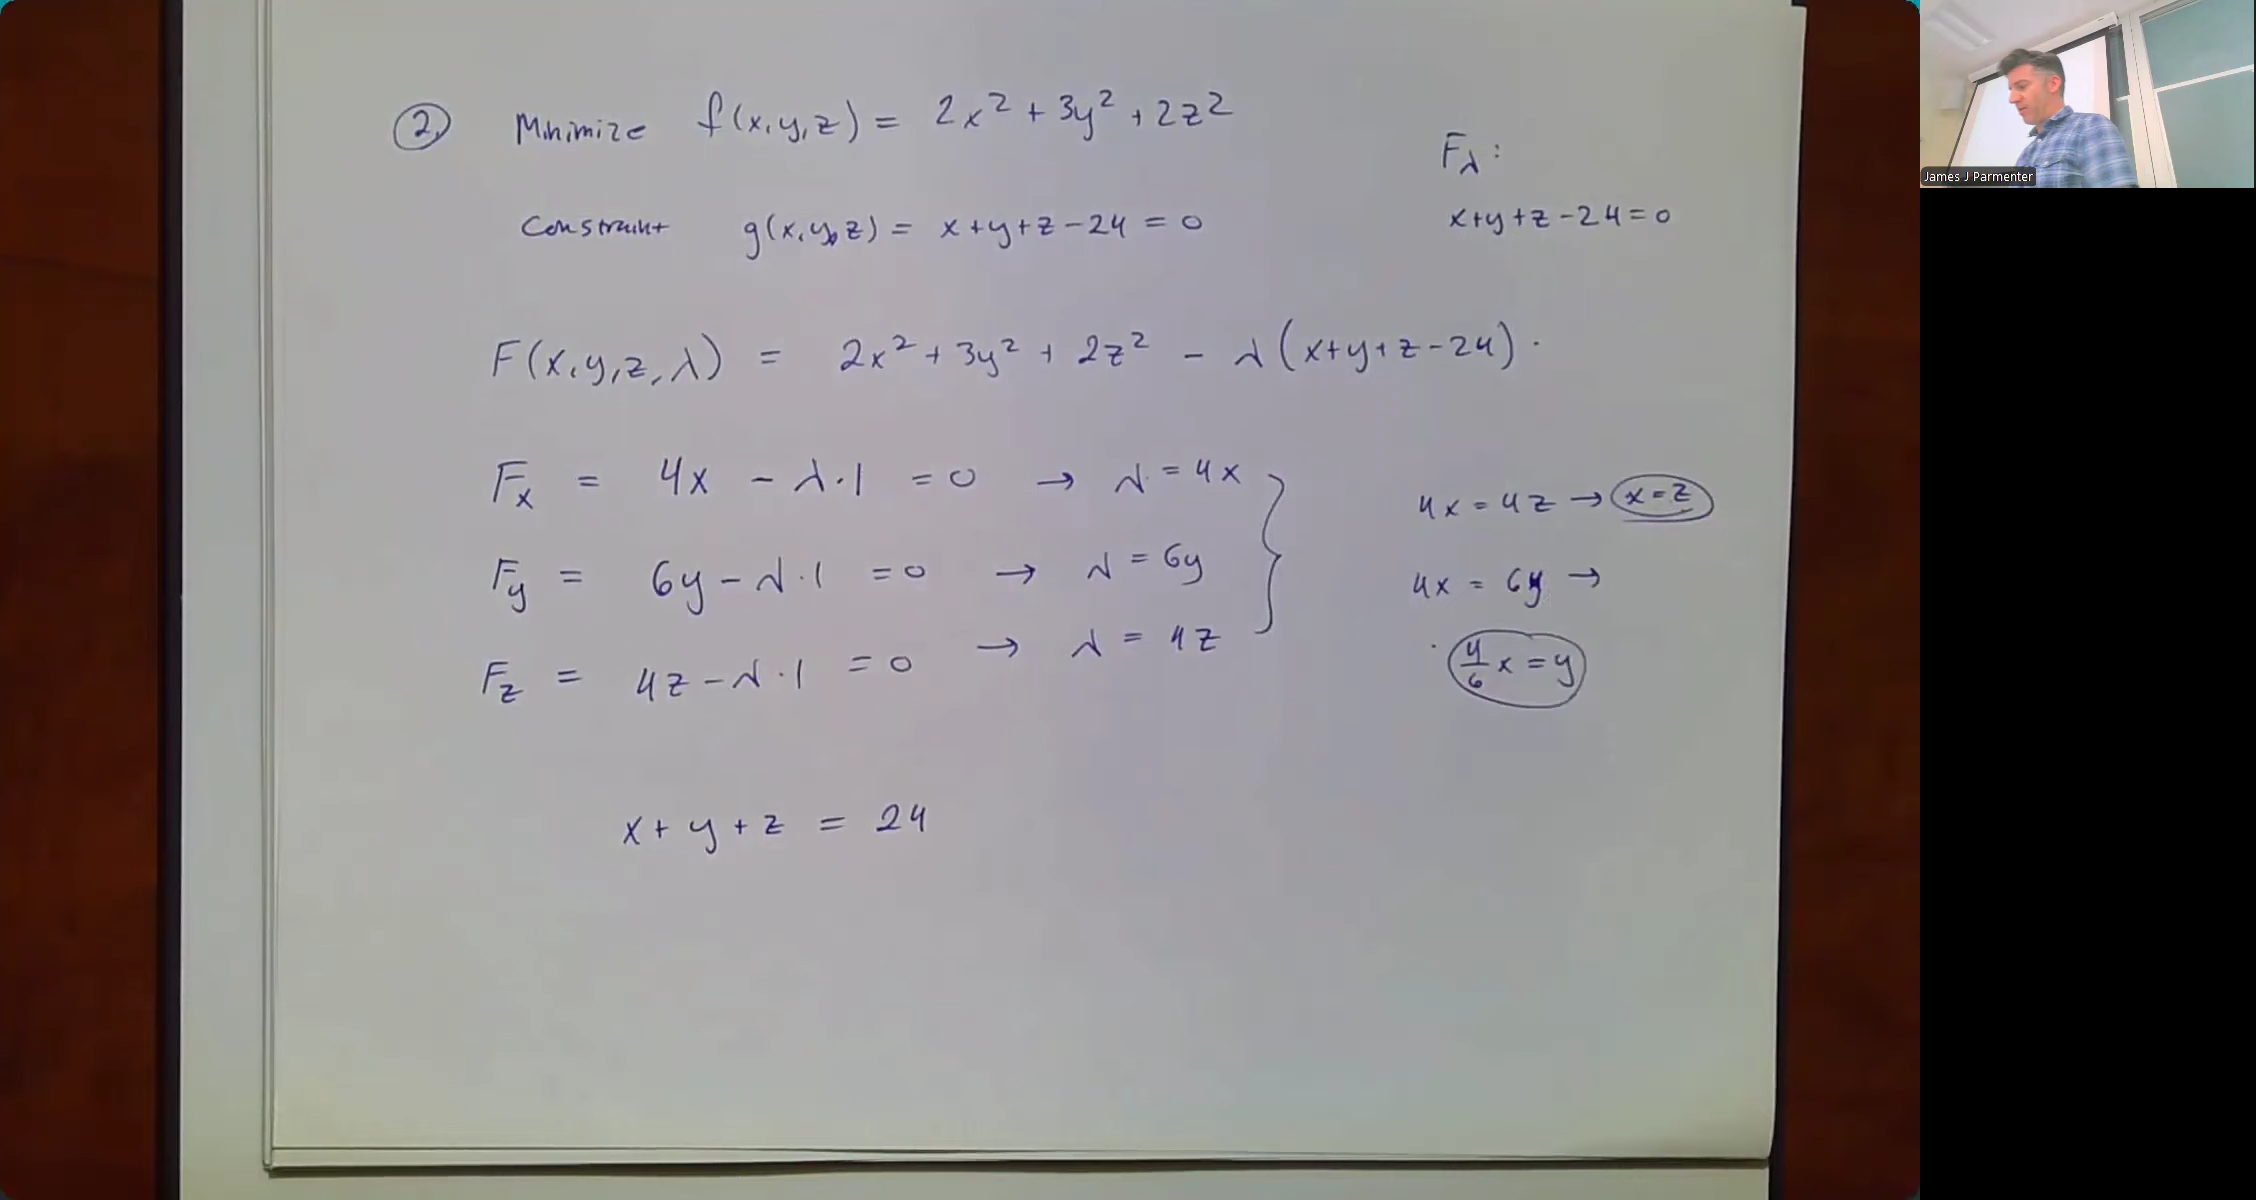 ② Minimize f(x,y,z) = 2x² + 3y² + 2z²
Constraint g(x,y,z) = x+y+z-24 = 0
F(x,y,z,λ) = 2x² + 3y² + 2z² - λ(x+y+z-24).
Fx = 4x - λ·1 = 0 → λ = 4x
Fy = 6y - λ·1 = 0 → λ = 6y
Fz = 4z - λ·1 = 0 → λ = 4z
x + y + z = 24
Fλ:
x+y+z-24=0
4x = 4z → x=z
4x = 6y →
4/6 x = y
James J Parmenter